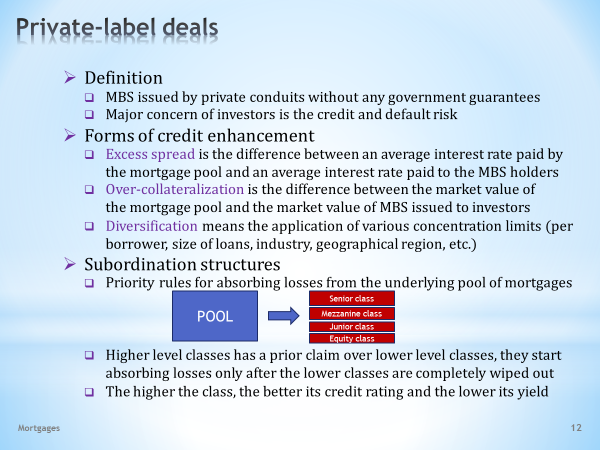 Private-label deals
Definition
MBS issued by private conduits without any government guarantees
Major concern of investors is the credit and default risk
Forms of credit enhancement
Excess spread is the difference between an average interest rate paid by
the mortgage pool and an average interest rate paid to the MBS holders
Over-collateralization is the difference between the market value of
the mortgage pool and the market value of MBS issued to investors
Diversification means the application of various concentration limits (per
borrower, size of loans, industry, geographical region, etc.)
Subordination structures
Priority rules for absorbing losses from the underlying pool of mortgages
POOL
Senior class
Mezzanine class
Junior class
Equity class
Higher level classes has a prior claim over lower level classes, they start
absorbing losses only after the lower classes are completely wiped out
The higher the class, the better its credit rating and the lower its yield
Mortgages
12